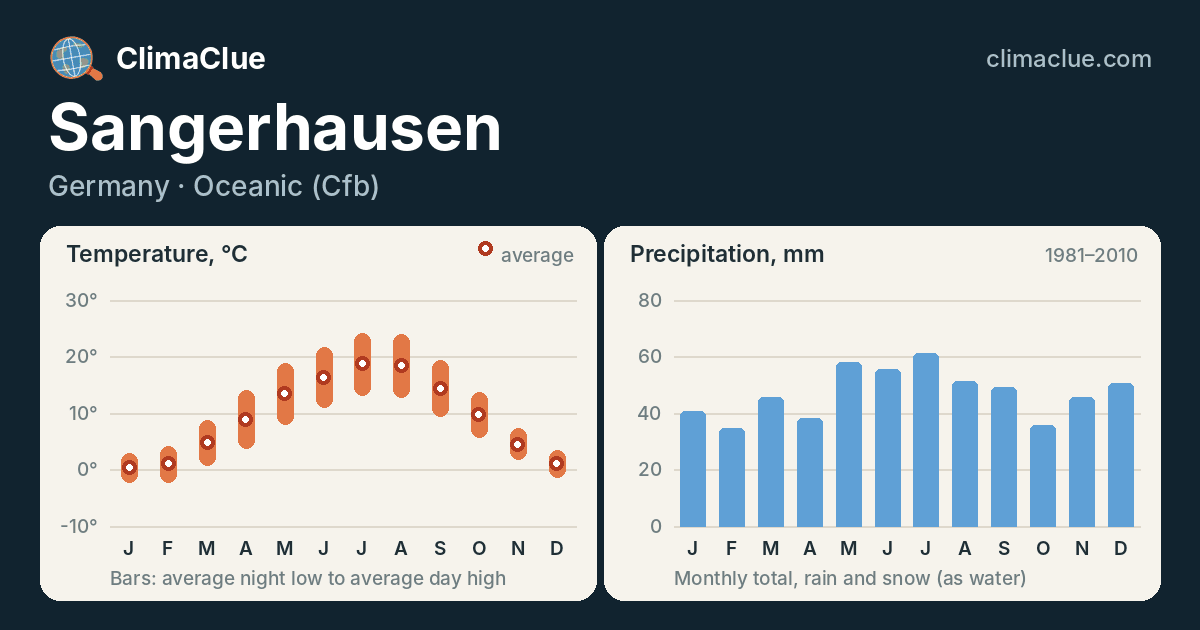 ClimaClue
climaclue.com
Sangerhausen
Germany · Oceanic (Cfb)
Temperature, °C
average
30°
20°
10°
0°
-10°
J F M A M J J A S O N D
Bars: average night low to average day high
Precipitation, mm
1981–2010
80
60
40
20
0
J F M A M J J A S O N D
Monthly total, rain and snow (as water)